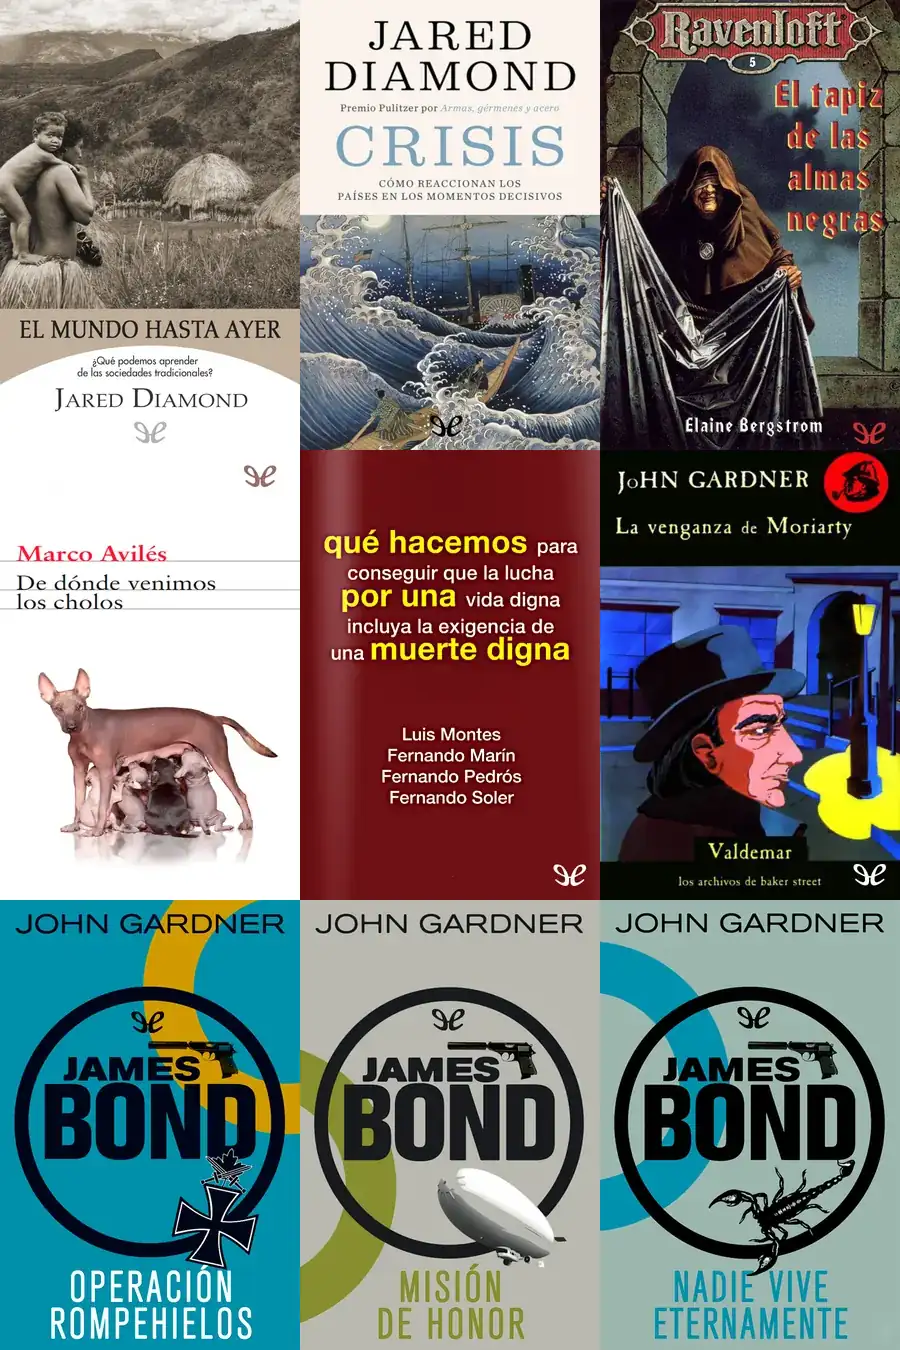 EL MUNDO HASTA AYER
¿Qué podemos aprender
de las sociedades tradicionales?
JARED DIAMOND
JARED
DIAMOND
Premio Pulitzer por Armas, gérmenes y acero
CRISIS
CÓMO REACCIONAN LOS
PAÍSES EN LOS MOMENTOS DECISIVOS
Ravenloft
5
El tapiz
de las
almas
negras
Elaine Bergstrom
Marco Avilés
De dónde venimos
los cholos
qué hacemos para
conseguir que la lucha
por una vida digna
incluya la exigencia de
una muerte digna
Luis Montes
Fernando Marín
Fernando Pedrós
Fernando Soler
JOHN GARDNER
La venganza de Moriarty
Valdemar
los archivos de baker street
JOHN GARDNER
JAMES
BOND
OPERACIÓN
ROMPEHIELOS
JOHN GARDNER
JAMES
BOND
MISIÓN
DE HONOR
JOHN GARDNER
JAMES
BOND
NADIE VIVE
ETERNAMENTE